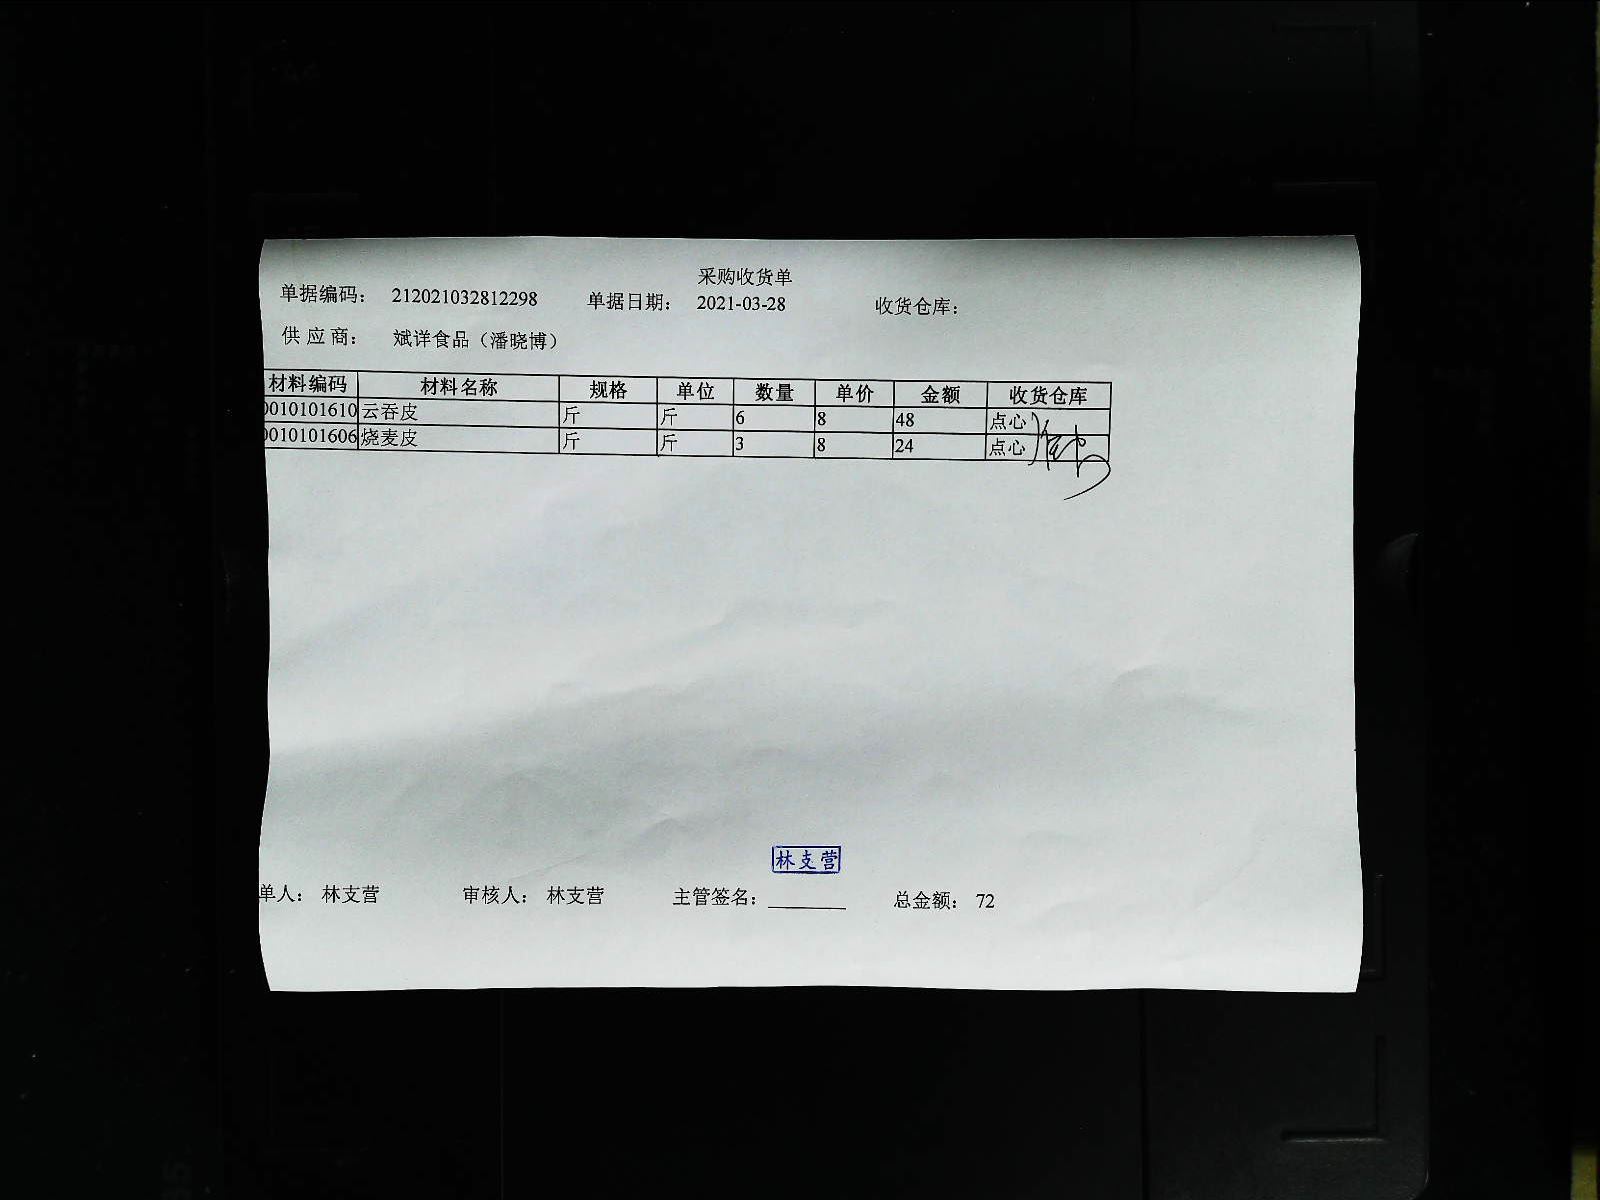 采购收货单
单据编码： 212021032812298 单据日期： 2021-03-28 收货仓库：
供 应 商： 斌详食品（潘晓博）
材料编码 材料名称 规格 单位 数量 单价 金额 收货仓库
0010101610 云吞皮 斤 斤 6 8 48 点心
0010101606 烧麦皮 斤 斤 3 8 24 点心
林支营
单人： 林支营 审核人： 林支营 主管签名： 总金额： 72